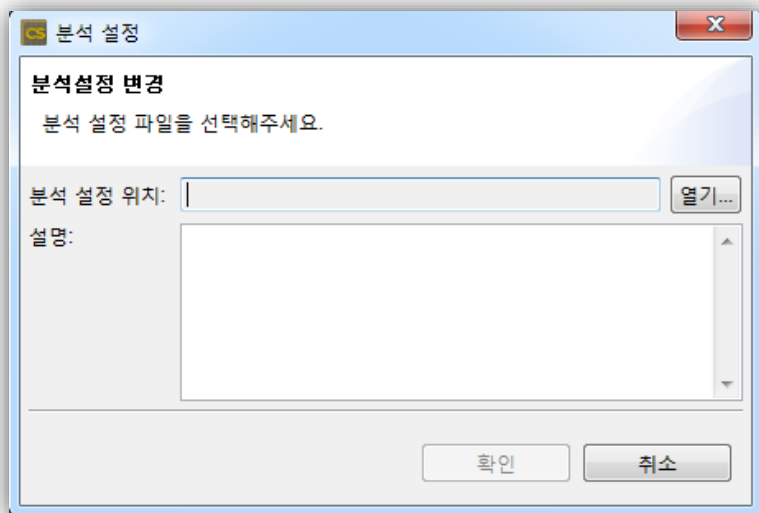 CS 분석 설정
분석설정 변경
분석 설정 파일을 선택해주세요.
분석 설정 위치: 열기...
설명:
확인 취소